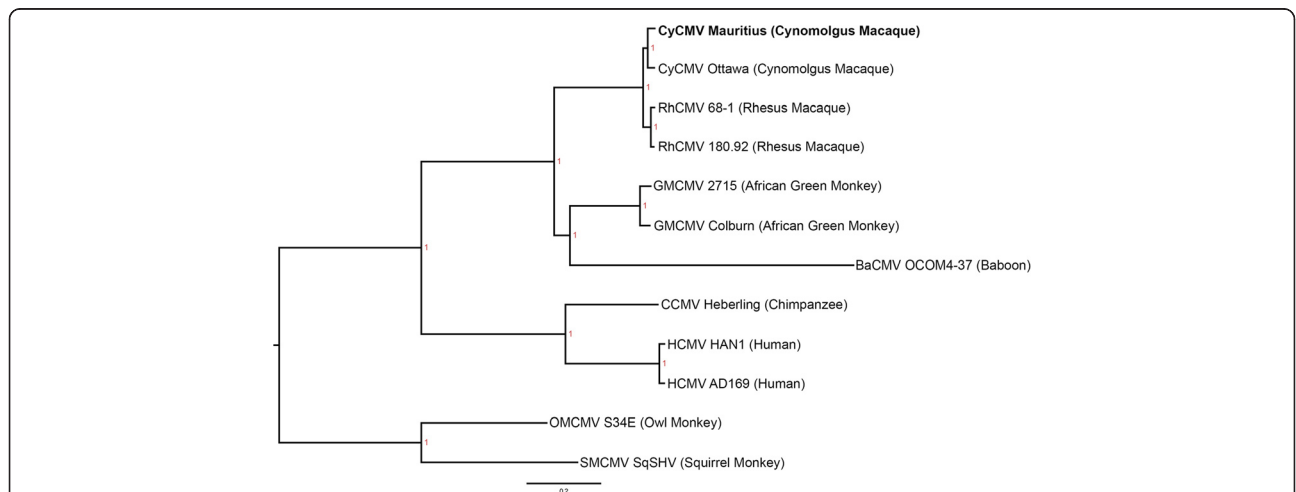 CyCMV Mauritius (Cynomolgus Macaque)
1
CyCMV Ottawa (Cynomolgus Macaque)
1
RhCMV 68-1 (Rhesus Macaque)
1
RhCMV 180.92 (Rhesus Macaque)
1
GMCMV 2715 (African Green Monkey)
1
GMCMV Colburn (African Green Monkey)
1
1
BaCMV OCOM4-37 (Baboon)
CCMV Heberling (Chimpanzee)
1
HCMV HAN1 (Human)
1
HCMV AD169 (Human)
OMCMV S34E (Owl Monkey)
1
SMCMV SqSHV (Squirrel Monkey)